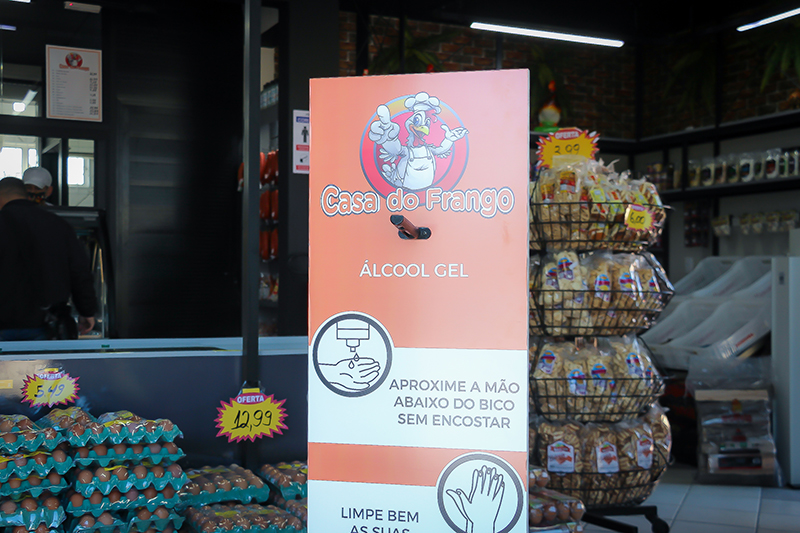 Casa do Frango
ÁLCOOL GEL
APROXIME A MÃO
ABAIXO DO BICO
SEM ENCOSTAR
LIMPE BEM
AS SUAS
OFERTA
5,49
OFERTA
12,99
OFERTA
2,09
6,00